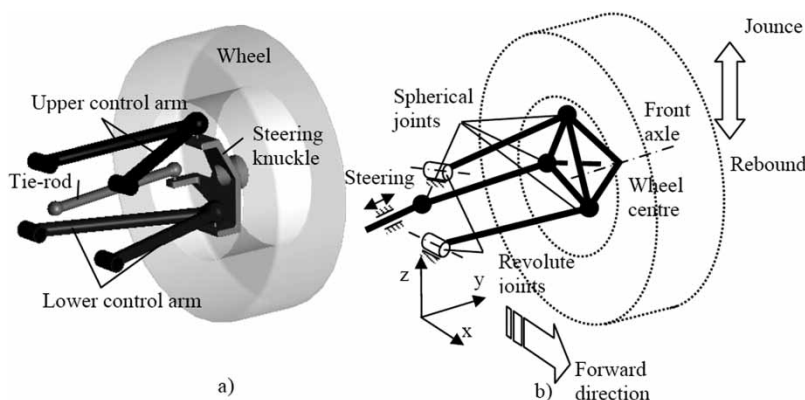 Wheel
Upper control arm
Steering
knuckle
Tie-rod
Lower control arm
a)
Jounce
Spherical
joints
Front
axle
Rebound
Steering
Wheel
centre
Revolute
joints
z
y
x
Forward
direction
b)